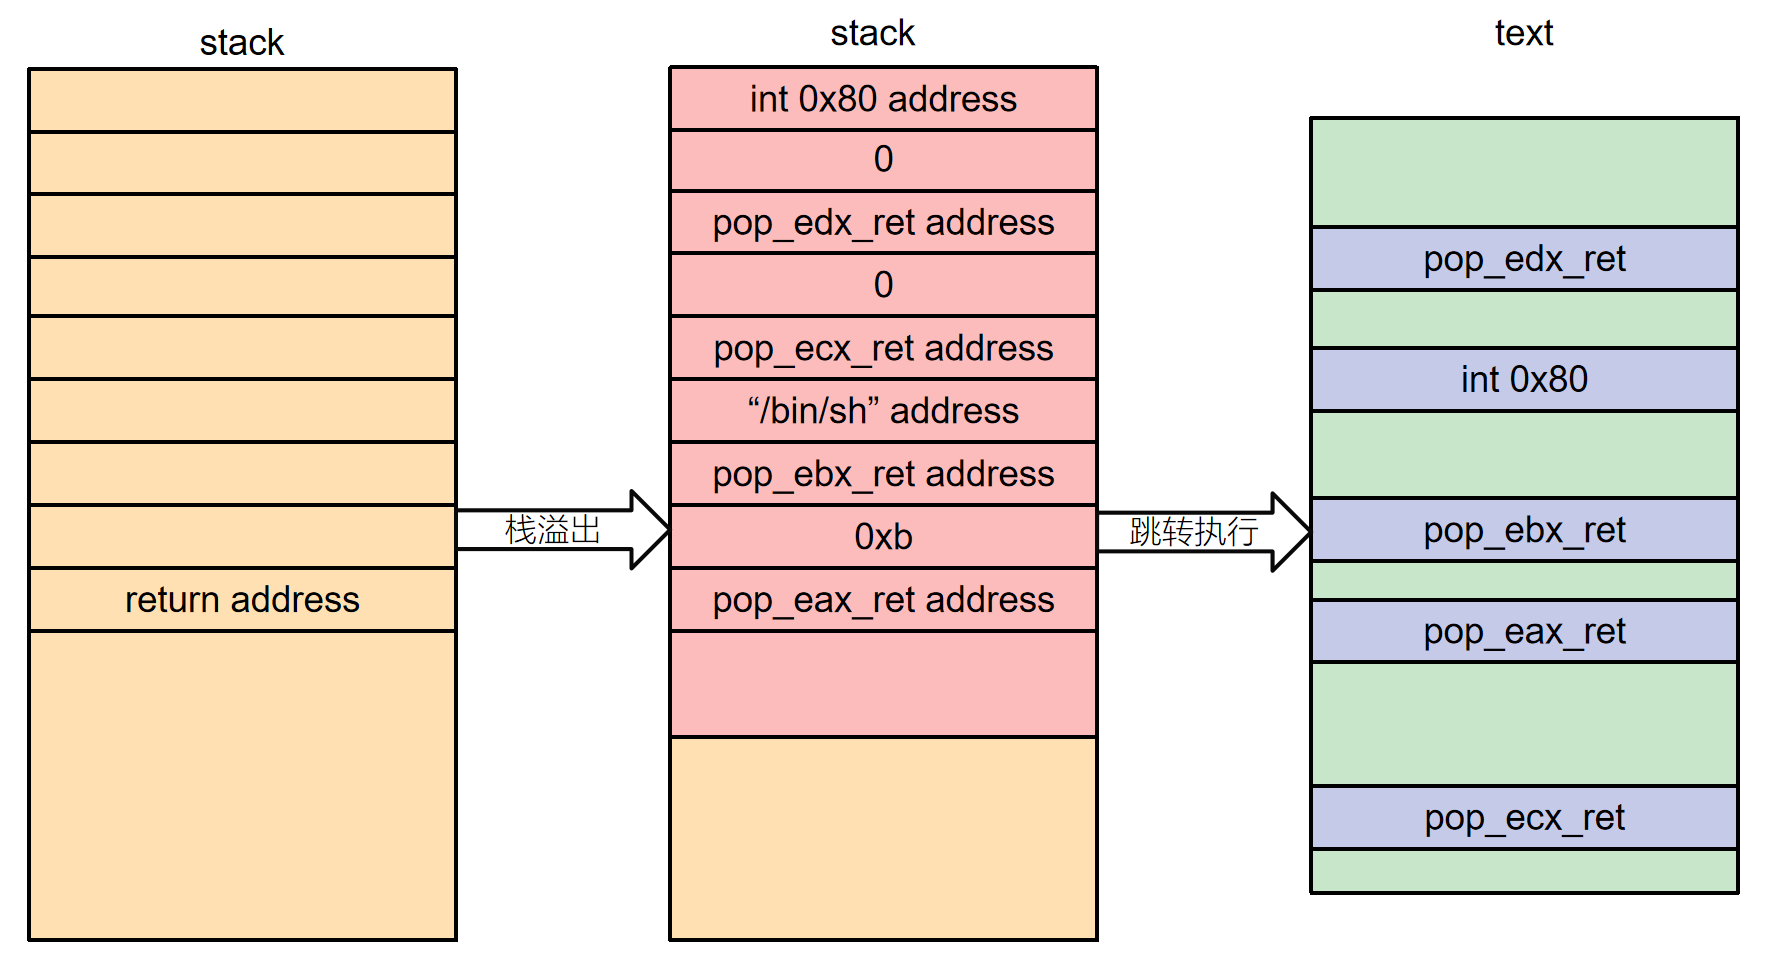 stack
return address
栈溢出
stack
int 0x80 address
0
pop_edx_ret address
0
pop_ecx_ret address
“/bin/sh” address
pop_ebx_ret address
0xb
pop_eax_ret address
跳转执行
text
pop_edx_ret
int 0x80
pop_ebx_ret
pop_eax_ret
pop_ecx_ret